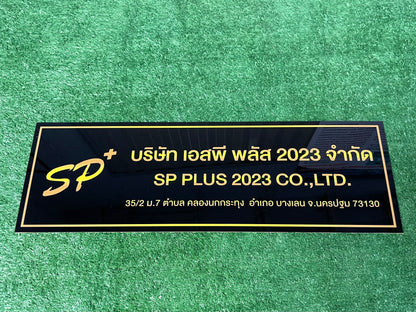 SP+
บริษัท เอสพี พลัส 2023 จำกัด
SP PLUS 2023 CO.,LTD.
35/2 ม.7 ตำบล คลองนกกระทุง อำเภอ บางเลน จ.นครปฐม 73130